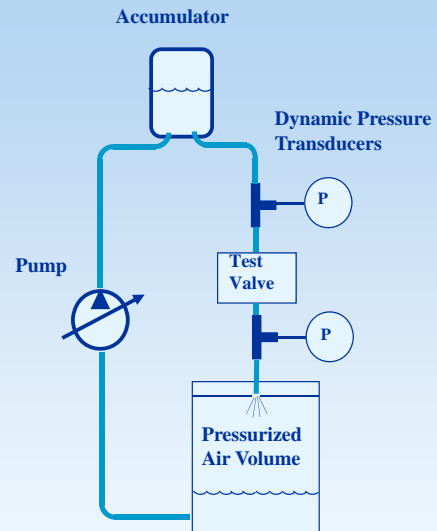 Accumulator
Dynamic Pressure
Transducers
P
Pump
Test
Valve
P
Pressurized
Air Volume